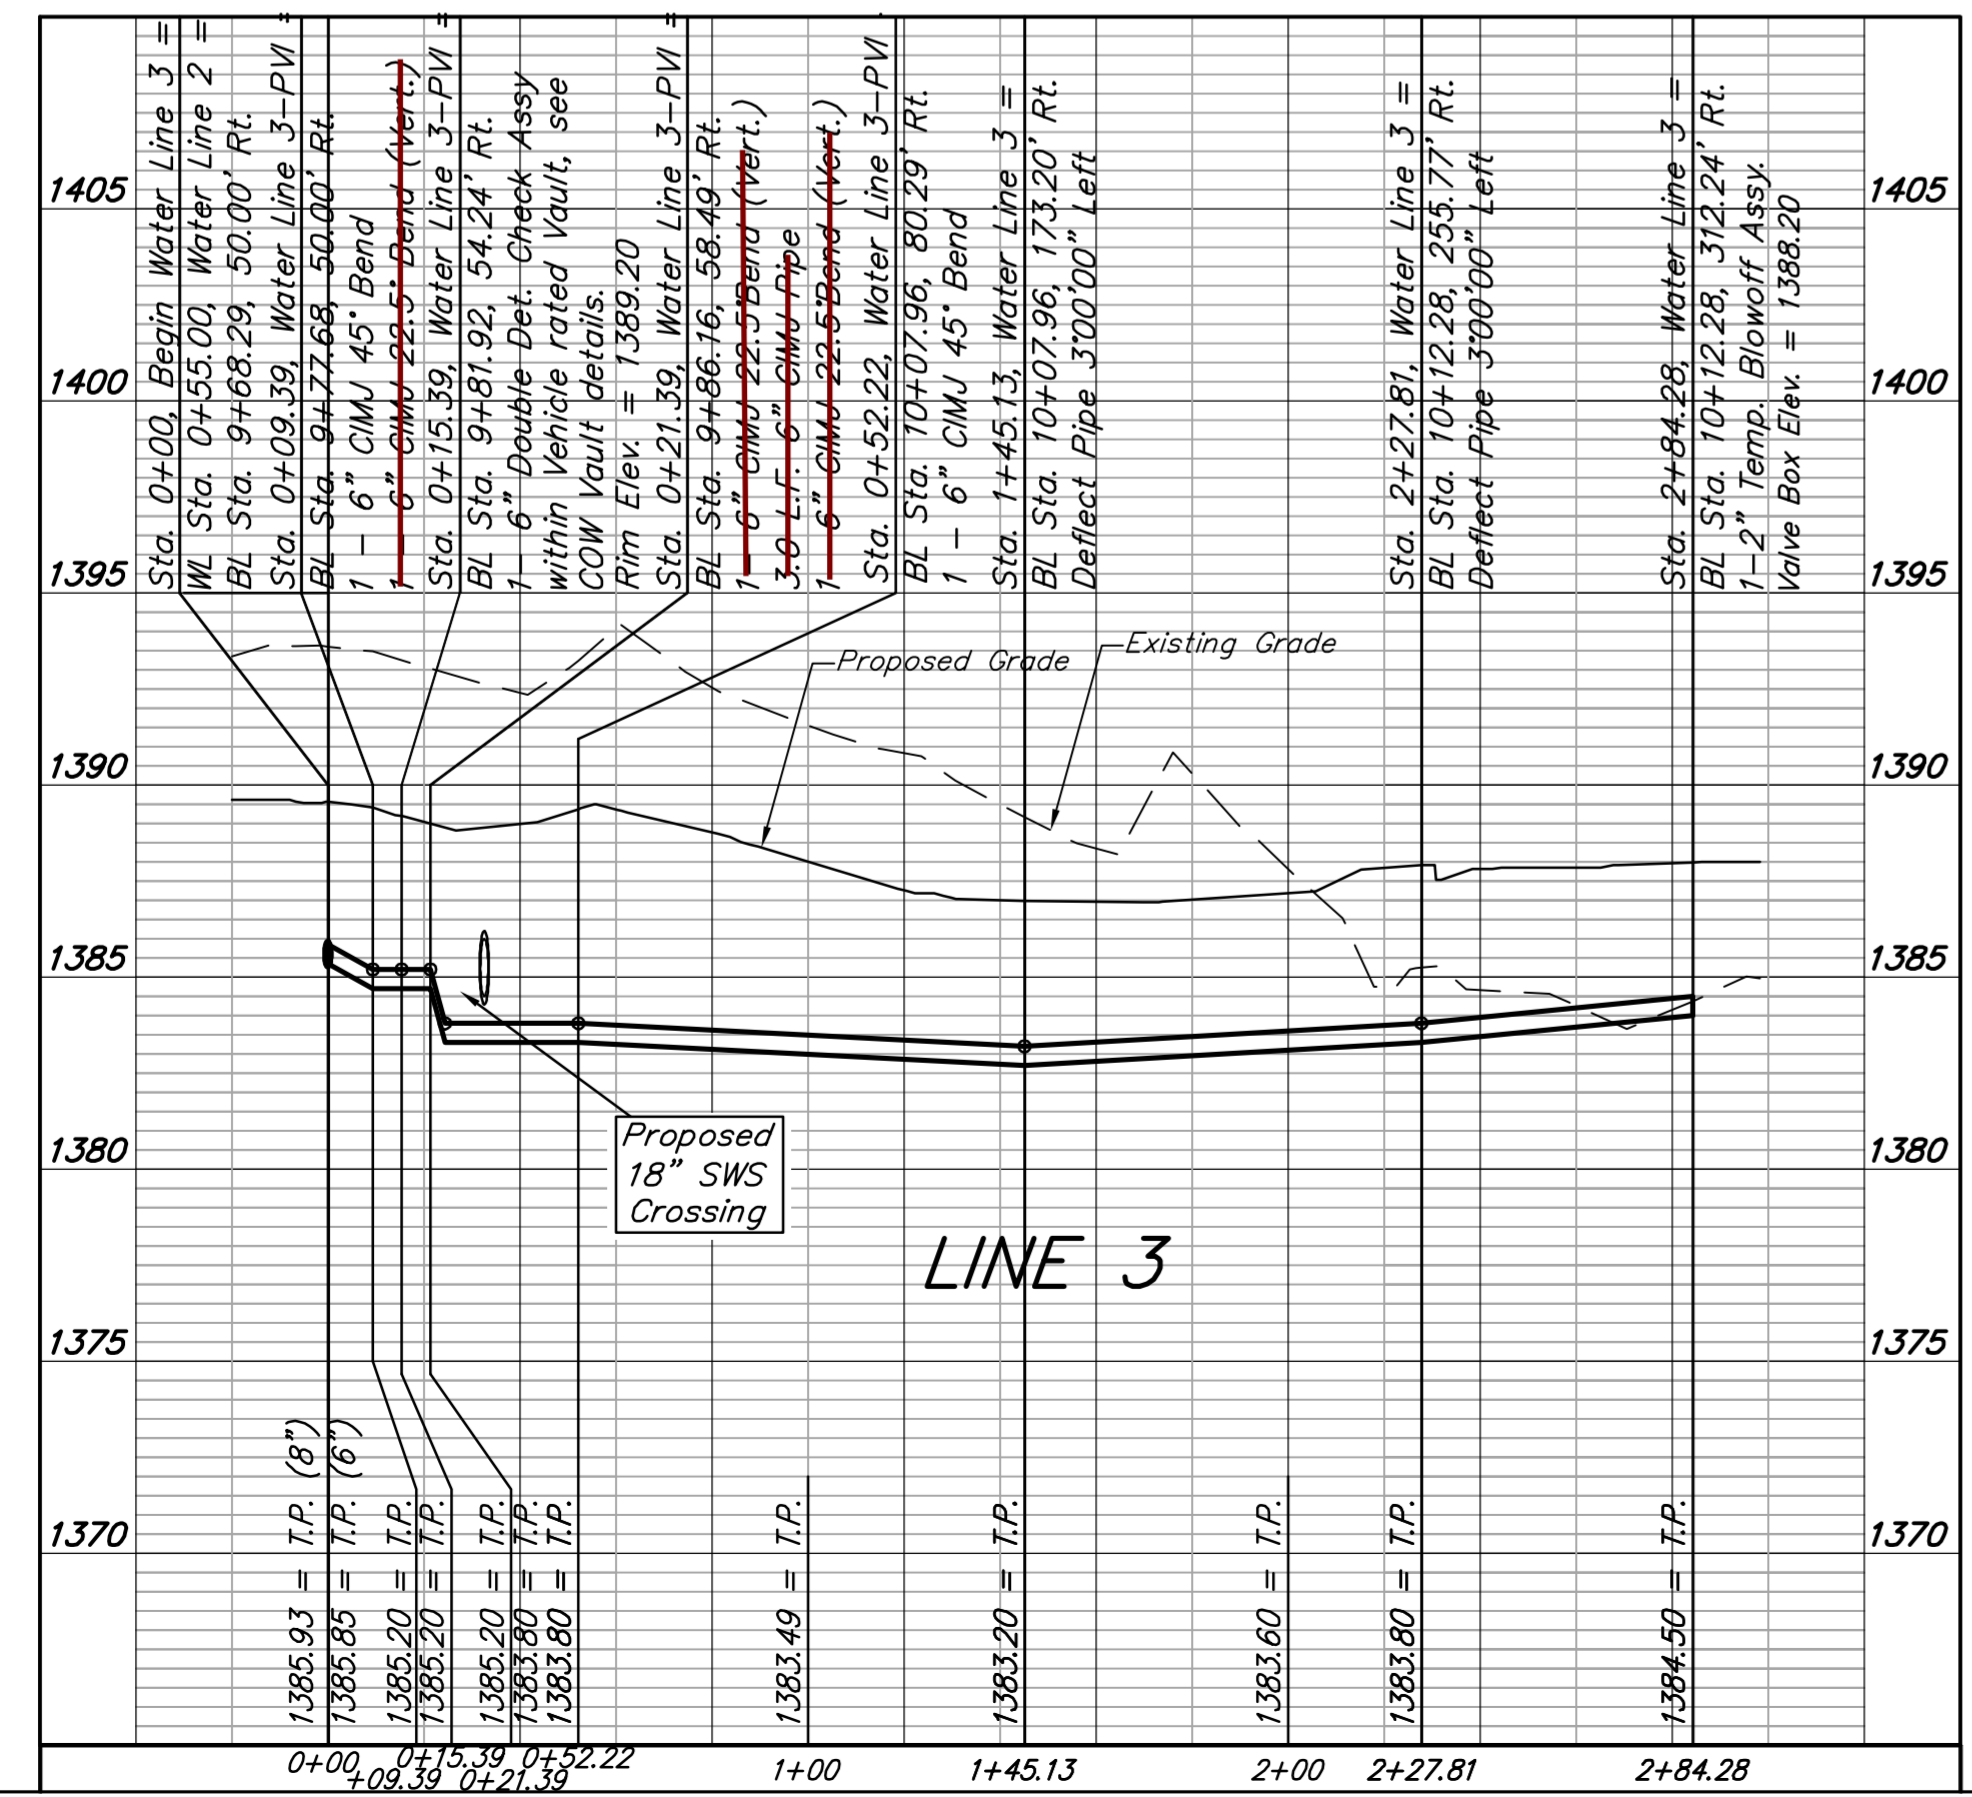 Sta. 0+00, Begin Water Line 3 =
WL Sta. 0+55.00, Water Line 2 =
BL Sta. 9+68.29, 50.00' Rt.
Sta. 0+09.39, Water Line 3-PVI =
BL Sta. 9+77.68, 50.00' Rt.
1 - 6" CIMJ 45° Bend
1 - 6" CIMJ 22.5° Bend (Vert.)
Sta. 0+15.39, Water Line 3-PVI =
BL Sta. 9+81.92, 54.24' Rt.
1- 6" Double Det. Check Assy
within Vehicle rated Vault, see
COW Vault details.
Rim Elev. = 1389.20
Sta. 0+21.39, Water Line 3-PVI =
BL Sta. 9+86.16, 58.49' Rt.
1- 6" CIMJ 22.5° Bend (Vert.)
3.0 L.F. 6" CIMJ Pipe
1- 6" CIMJ 22.5° Bend (Vert.)
Sta. 0+52.22, Water Line 3-PVI
BL Sta. 10+07.96, 80.29' Rt.
1 - 6" CIMJ 45° Bend
Sta. 1+45.13, Water Line 3 =
BL Sta. 10+07.96, 173.20' Rt.
Deflect Pipe 3°00'00" Left
Sta. 2+27.81, Water Line 3 =
BL Sta. 10+12.28, 255.77' Rt.
Deflect Pipe 3°00'00" Left
Sta. 2+84.28, Water Line 3 =
BL Sta. 10+12.28, 312.24' Rt.
1-2" Temp. Blowoff Assy.
Valve Box Elev. = 1388.20
1405 1405
1400 1400
1395 1395
Existing Grade
Proposed Grade
1390 1390
1385 1385
Proposed
18" SWS
Crossing
1380 1380
LINE 3
1375 1375
1370 1370
1385.93 = T.P. (8")
1385.85 = T.P. (6")
1385.20 = T.P.
1385.20 = T.P.
1385.20 = T.P.
1383.80 = T.P.
1383.80 = T.P.
1383.49 = T.P.
1383.20 = T.P.
1383.60 = T.P.
1383.80 = T.P.
1384.50 = T.P.
0+00 0+15.39 0+52.22 1+00 1+45.13 2+00 2+27.81 2+84.28
+09.39 0+21.39